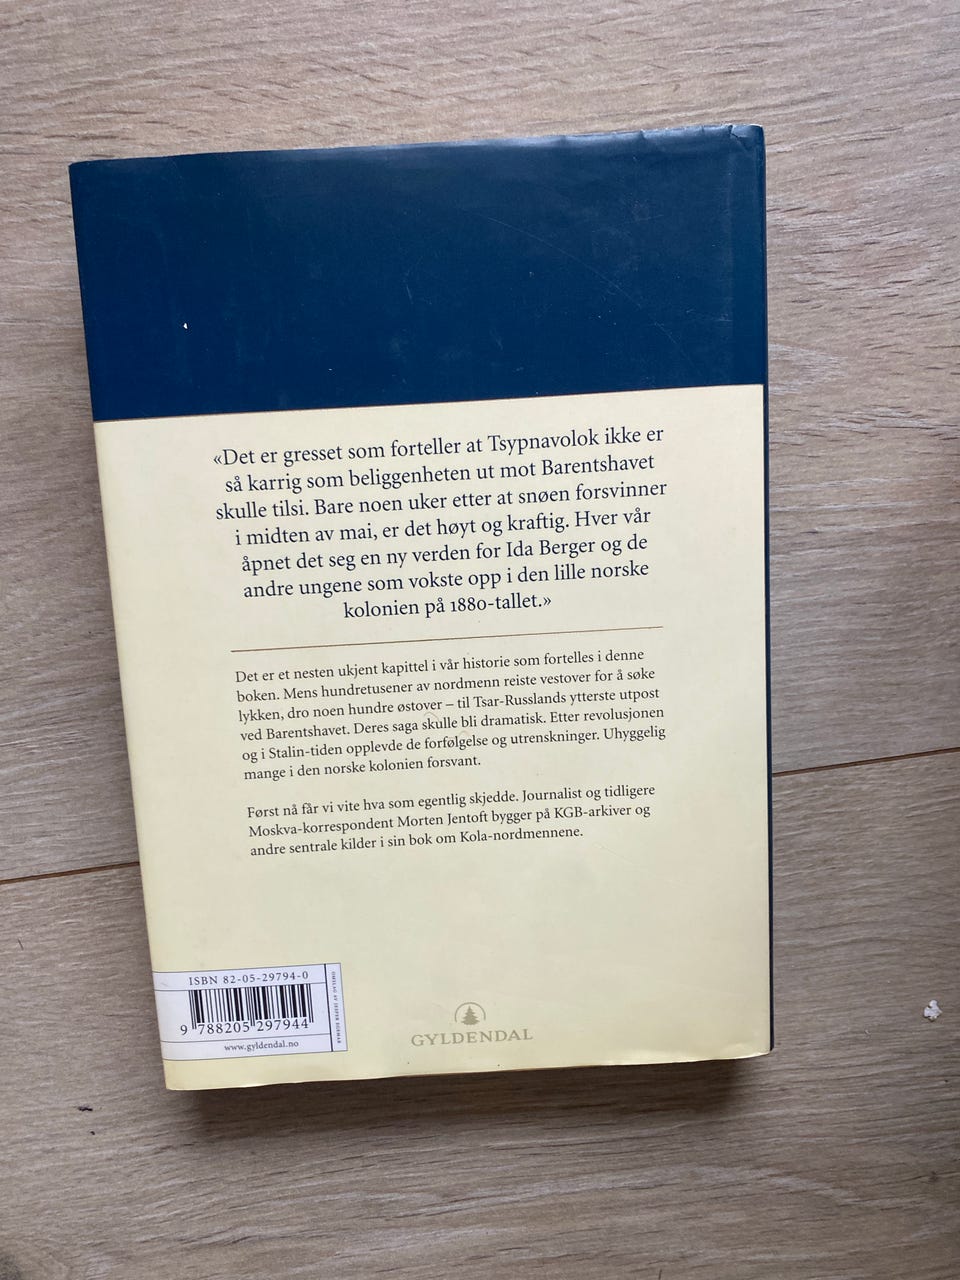 «Det er gresset som forteller at Tsypnavolok ikke er
så karrig som beliggenheten ut mot Barentshavet
skulle tilsi. Bare noen uker etter at snøen forsvinner
i midten av mai, er det høyt og kraftig. Hver vår
åpnet det seg en ny verden for Ida Berger og de
andre ungene som vokste opp i den lille norske
kolonien på 1880-tallet.»
Det er et nesten ukjent kapittel i vår historie som fortelles i denne
boken. Mens hundretusener av nordmenn reiste vestover for å søke
lykken, dro noen hundre østover – til Tsar-Russlands ytterste utpost
ved Barentshavet. Deres saga skulle bli dramatisk. Etter revolusjonen
og i Stalin-tiden opplevde de forfølgelse og utrenskninger. Uhyggelig
mange i den norske kolonien forsvant.
Først nå får vi vite hva som egentlig skjedde. Journalist og tidligere
Moskva-korrespondent Morten Jentoft bygger på KGB-arkiver og
andre sentrale kilder i sin bok om Kola-nordmennene.
ISBN 82-05-29794-0
9 788205 297944
www.gyldendal.no
OMSLAG AV
GYLDENDAL